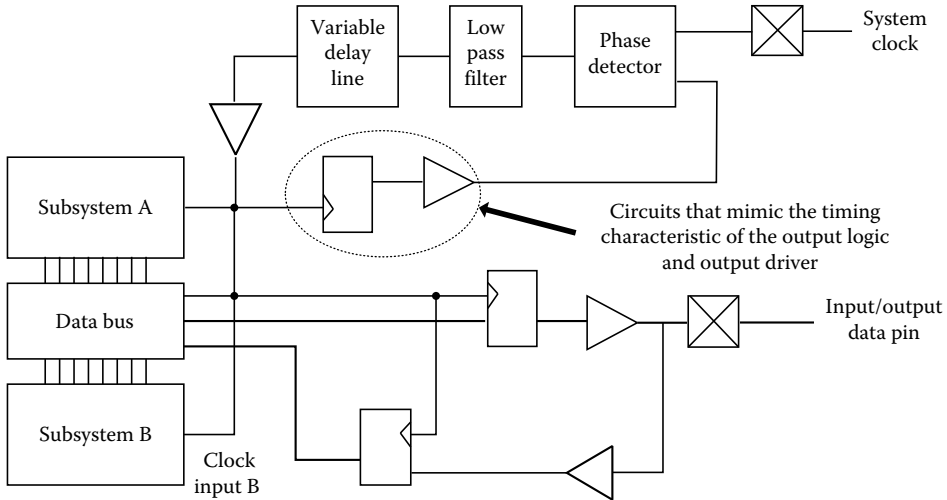 Variable
delay
line
Low
pass
filter
Phase
detector
System
clock
Subsystem A
Circuits that mimic the timing
characteristic of the output logic
and output driver
Data bus
Input/output
data pin
Subsystem B
Clock
input B